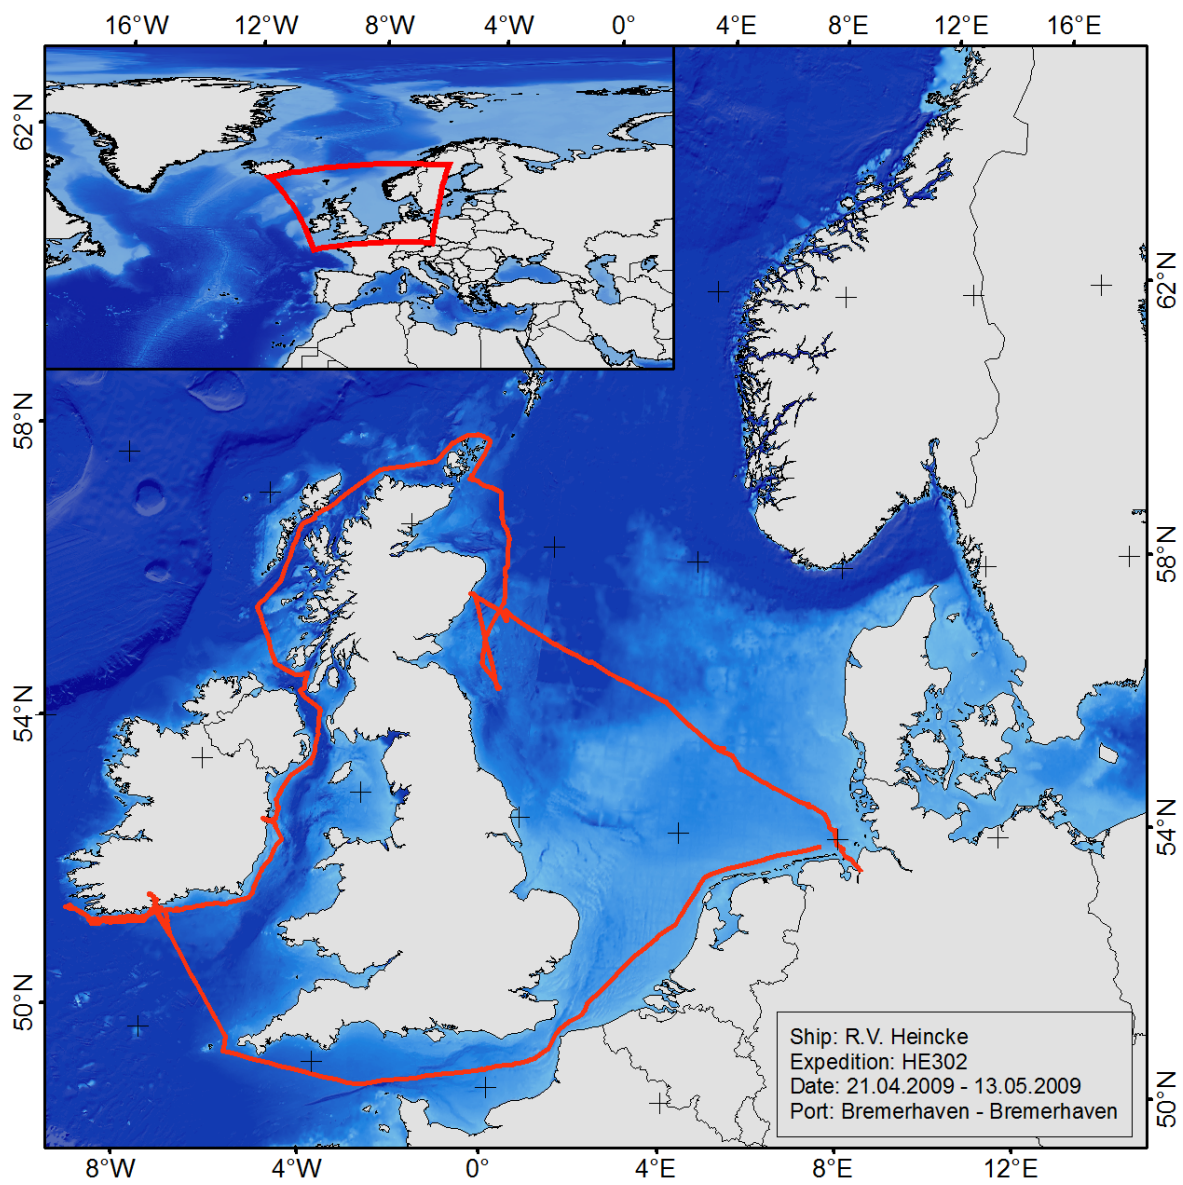 16°W 12°W 8°W 4°W 0° 4°E 8°E 12°E 16°E
62°N
62°N
58°N
58°N
54°N
54°N
50°N
50°N
Ship: R.V. Heincke
Expedition: HE302
Date: 21.04.2009 - 13.05.2009
Port: Bremerhaven - Bremerhaven
8°W 4°W 0° 4°E 8°E 12°E